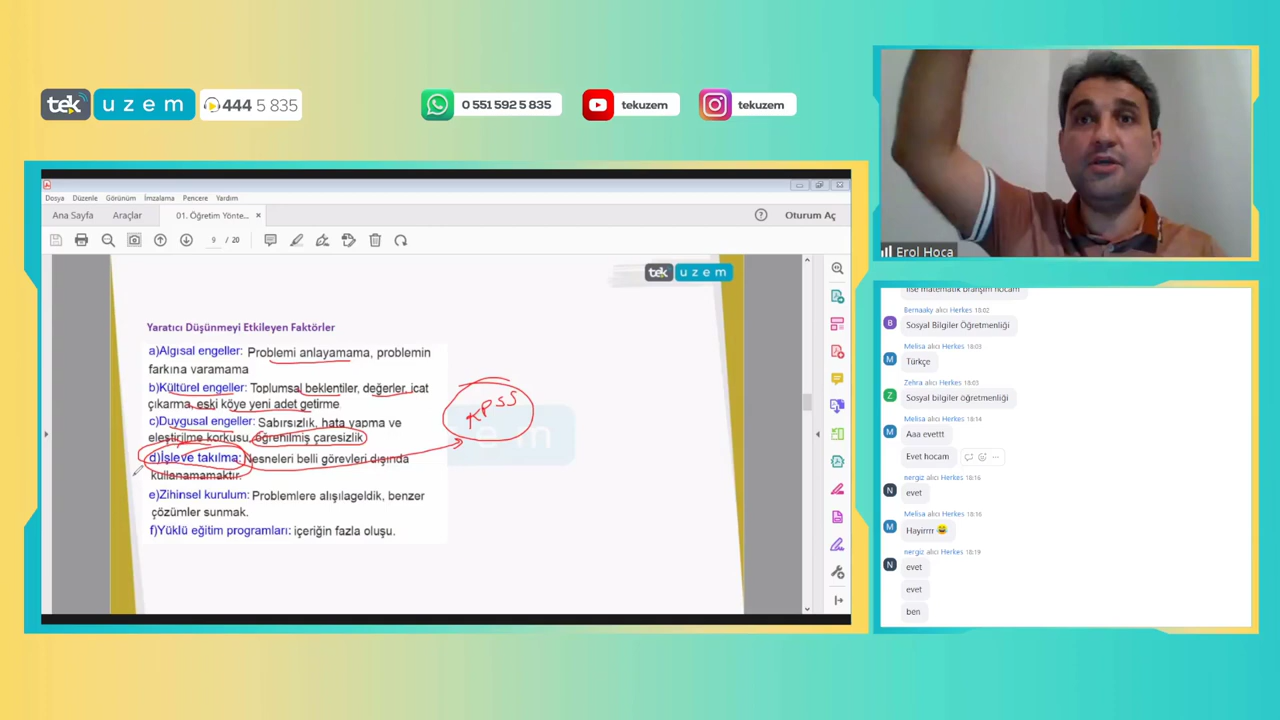 tek uzem 444 5 835
0 551 592 5 835
tekuzem
tekuzem
Dosya Düzenle Görünüm İmzalama Pencere Yardım
Ana Sayfa Araçlar 01. Öğretim Yönte... × Oturum Aç
9 / 20
tek uzem
Yaratıcı Düşünmeyi Etkileyen Faktörler
a)Algısal engeller: Problemi anlayamama, problemin
farkına varamama
b)Kültürel engeller: Toplumsal beklentiler, değerler, icat
çıkarma, eski köye yeni adet getirme
c)Duygusal engeller: Sabırsızlık, hata yapma ve
eleştirilme korkusu, öğrenilmiş çaresizlik
d)İşleve takılma: Nesneleri belli görevleri dışında
kullanamamaktır.
e)Zihinsel kurulum: Problemlere alışılageldik, benzer
çözümler sunmak.
f)Yüklü eğitim programları: içeriğin fazla oluşu.
KPSS
em
Erol Hoca
lise matematik branşım hocam
Bernaaky alıcı Herkes 18:02
B
Sosyal Bilgiler Öğretmenliği
Melisa alıcı Herkes 18:03
M
Türkçe
Zehra alıcı Herkes 18:03
Z
Sosyal bilgiler öğretmenliği
Melisa alıcı Herkes 18:14
M
Aaa evettt
Evet hocam
nergiz alıcı Herkes 18:16
N
evet
Melisa alıcı Herkes 18:16
M
Hayirrrr
nergiz alıcı Herkes 18:19
N
evet
evet
ben